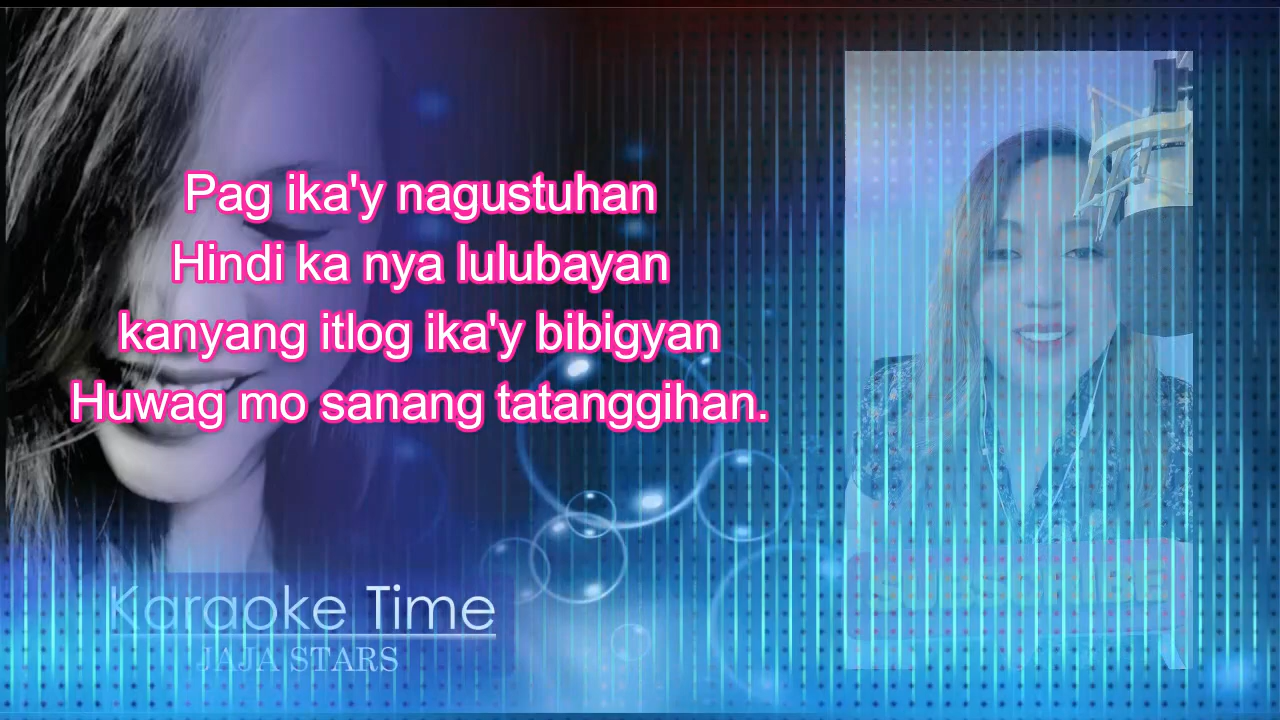 Pag ika'y nagustuhan
Hindi ka nya lulubayan
kanyang itlog ika'y bibigyan
Huwag mo sanang tatanggihan.
Karaoke Time
JAJA STARS